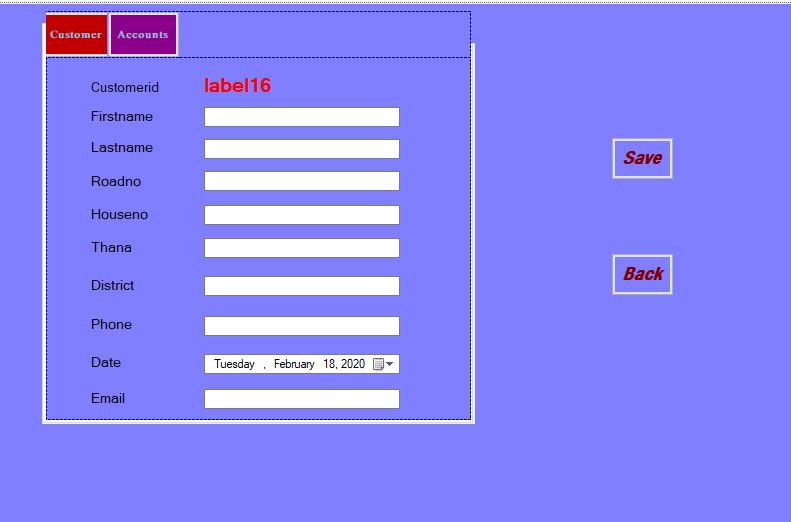 Customer Accounts
Customerid label16
Firstname
Lastname
Roadno
Houseno
Thana
District
Phone
Date Tuesday , February 18, 2020
Email
Save
Back